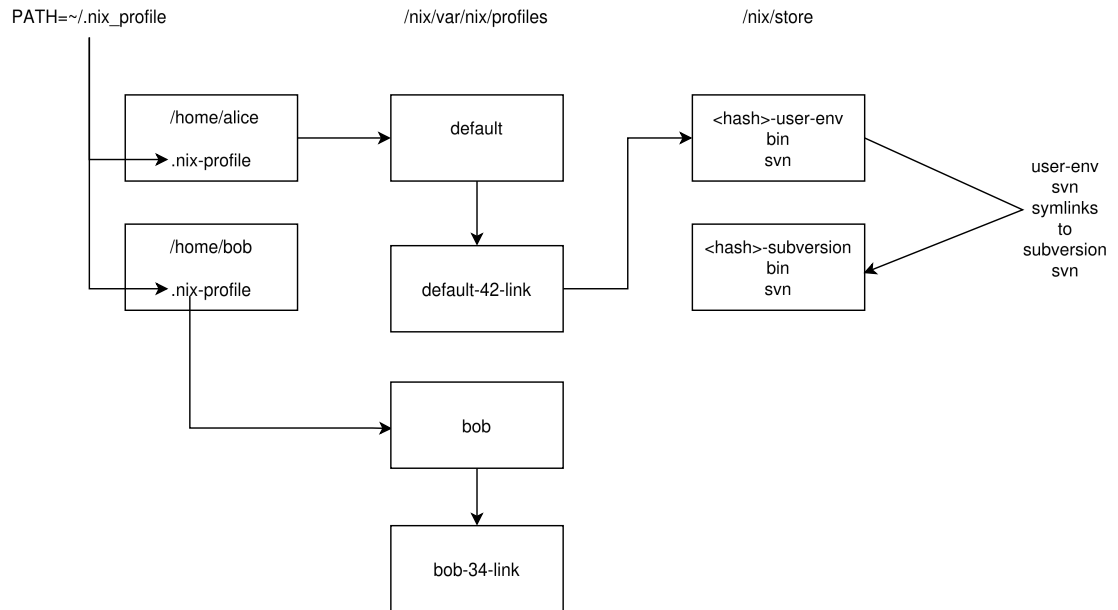 PATH=~/.nix_profile
/nix/var/nix/profiles
/nix/store
/home/alice
.nix-profile
default
<hash>-user-env
bin
svn
user-env
svn
symlinks
to
subversion
svn
/home/bob
.nix-profile
default-42-link
<hash>-subversion
bin
svn
bob
bob-34-link